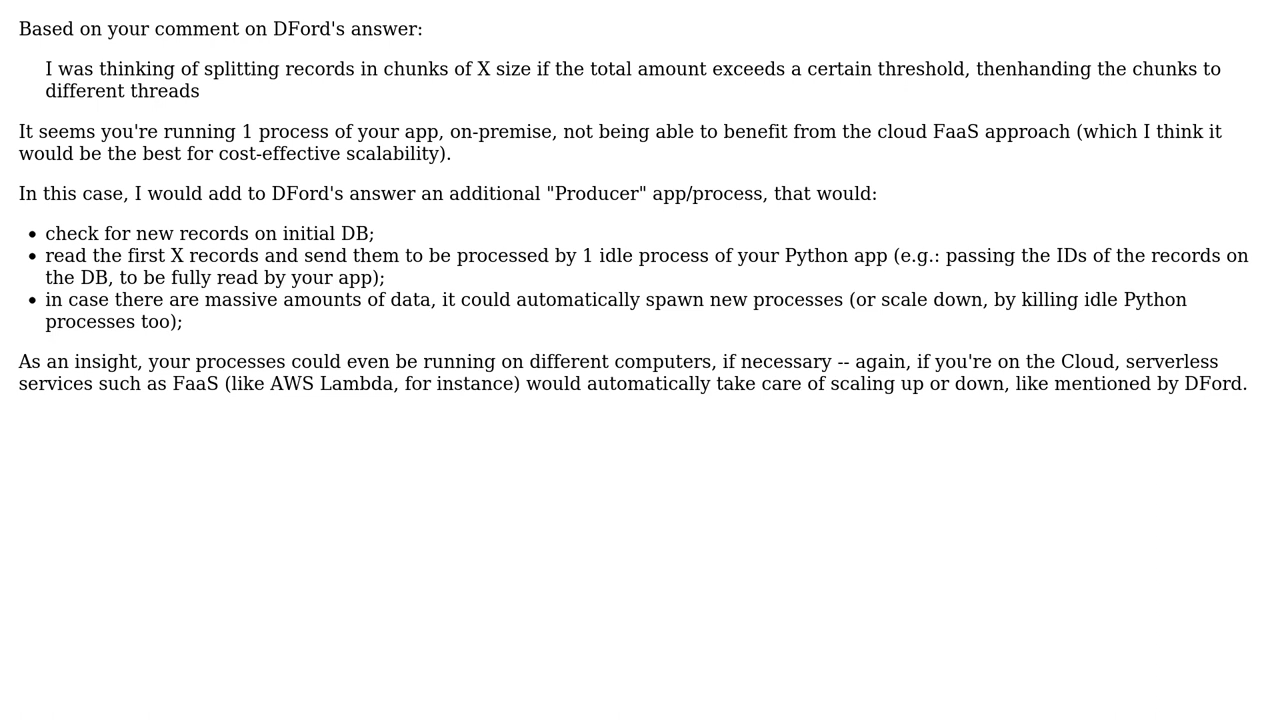 Based on your comment on DFord's answer:
I was thinking of splitting records in chunks of X size if the total amount exceeds a certain threshold, thenhanding the chunks to
different threads
It seems you're running 1 process of your app, on-premise, not being able to benefit from the cloud FaaS approach (which I think it
would be the best for cost-effective scalability).
In this case, I would add to DFord's answer an additional "Producer" app/process, that would:
• check for new records on initial DB;
• read the first X records and send them to be processed by 1 idle process of your Python app (e.g.: passing the IDs of the records on
the DB, to be fully read by your app);
• in case there are massive amounts of data, it could automatically spawn new processes (or scale down, by killing idle Python
processes too);
As an insight, your processes could even be running on different computers, if necessary -- again, if you're on the Cloud, serverless
services such as FaaS (like AWS Lambda, for instance) would automatically take care of scaling up or down, like mentioned by DFord.